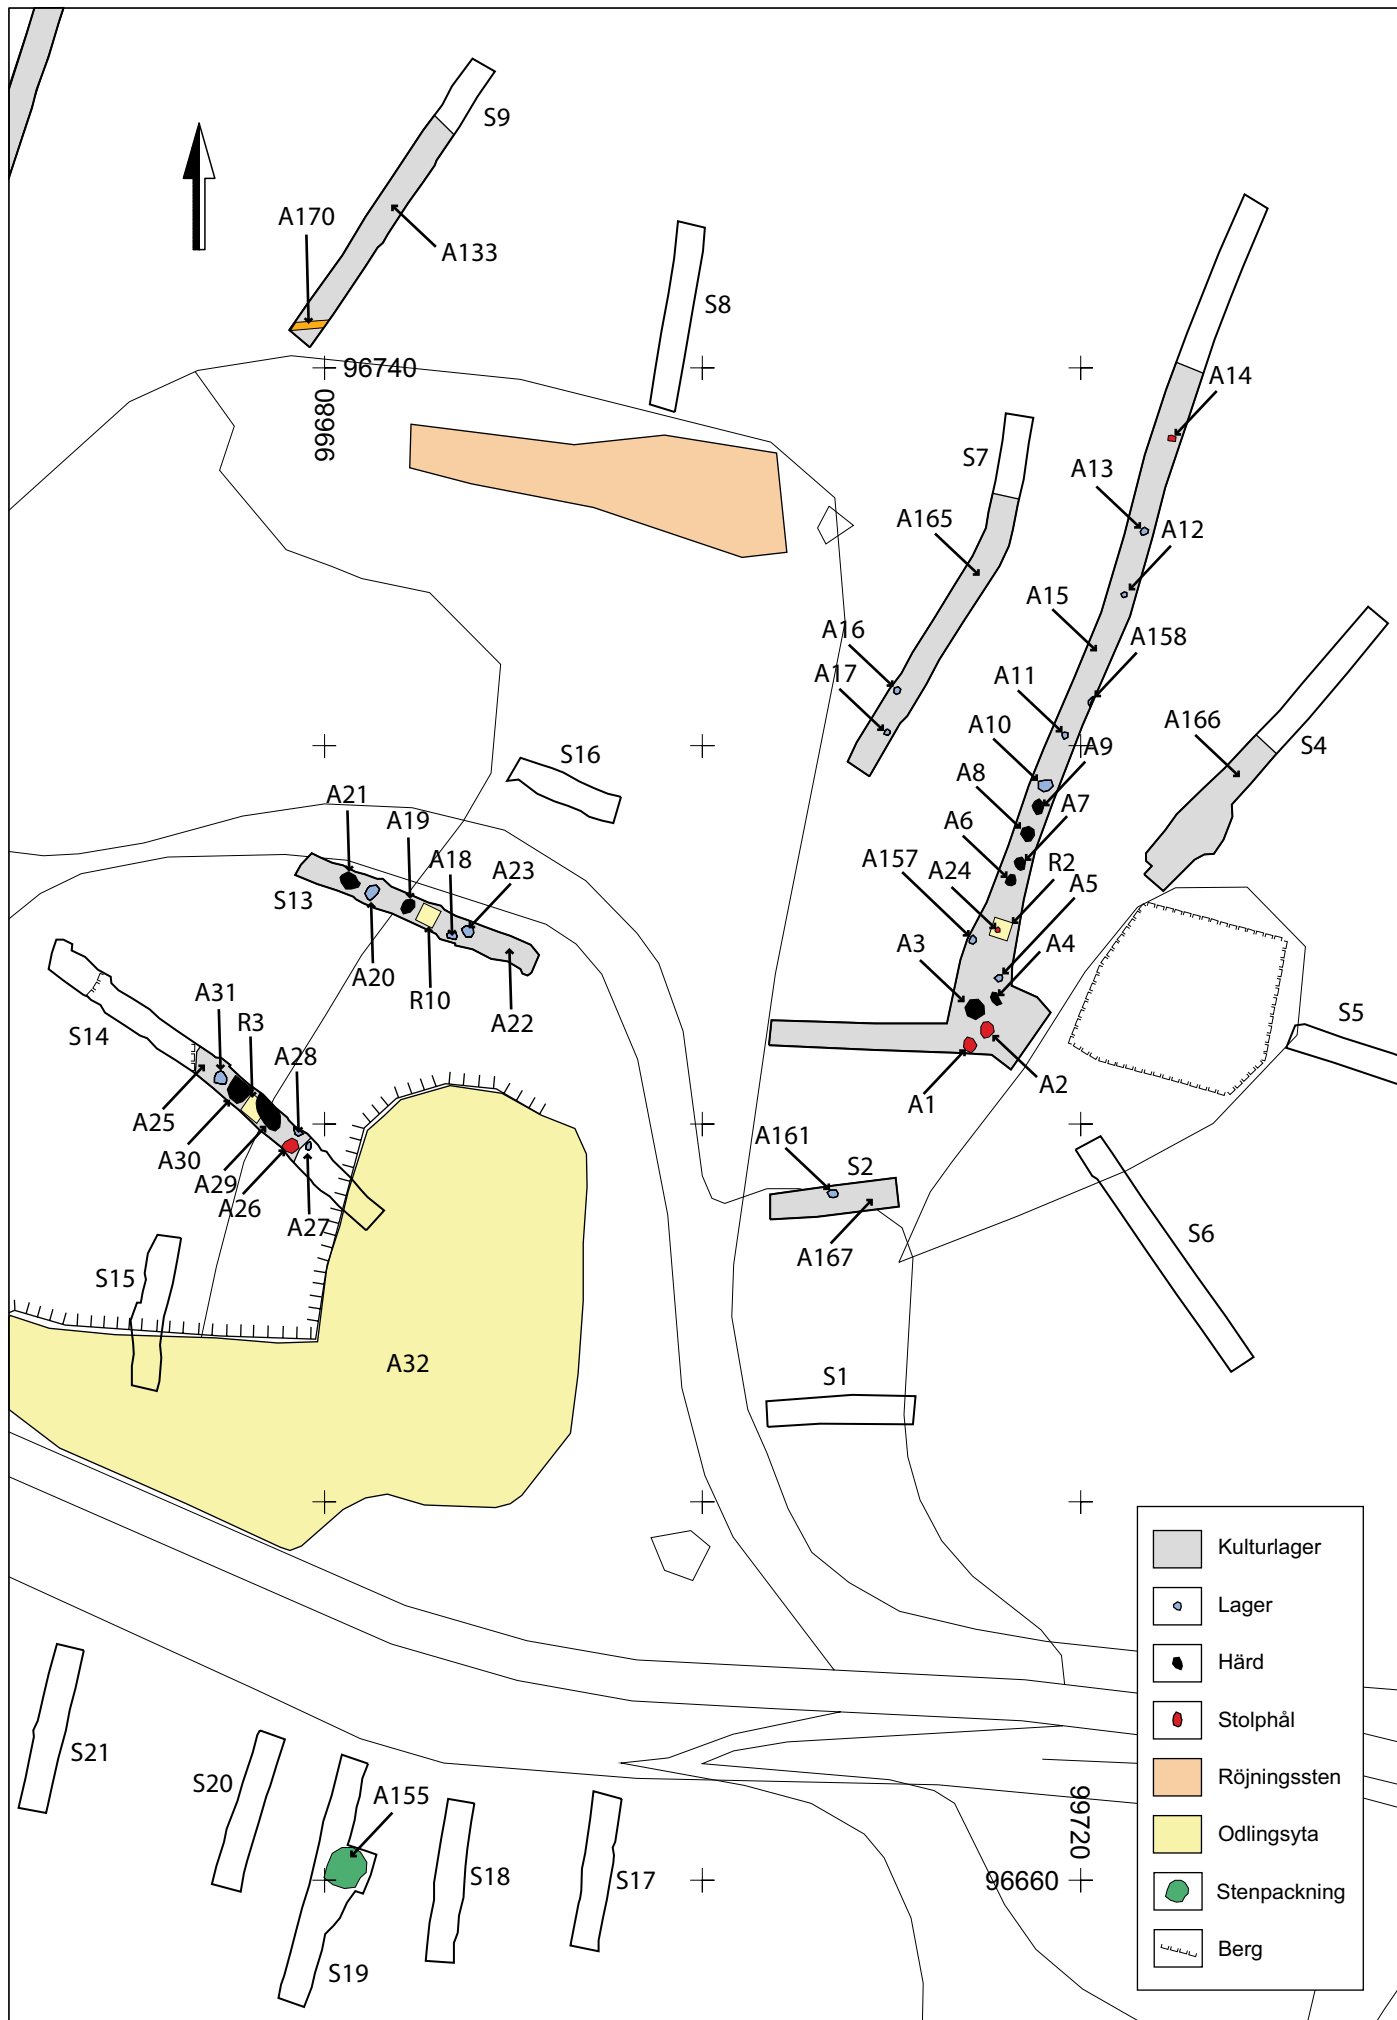 S9
A170
A133
S8
96740
99680
A14
S7
A13
A165
A12
A15
A16
A158
A17
A11
A10
A9
A166
S4
S16
A8
A21
A7
A19
A6
A18
A23
A157
A24
R2
A5
S13
A20
R10
A3
A4
A31
R3
A22
S14
A28
S5
A25
A2
A1
A30
A161
S2
A29
A26
A27
S6
A167
S15
A32
S1
Kulturlager
Lager
Härd
Stolphål
Röjningssten
Odlingsyta
Stenpackning
Berg
S21
S20
A155
99720
S18
S17
96660
S19